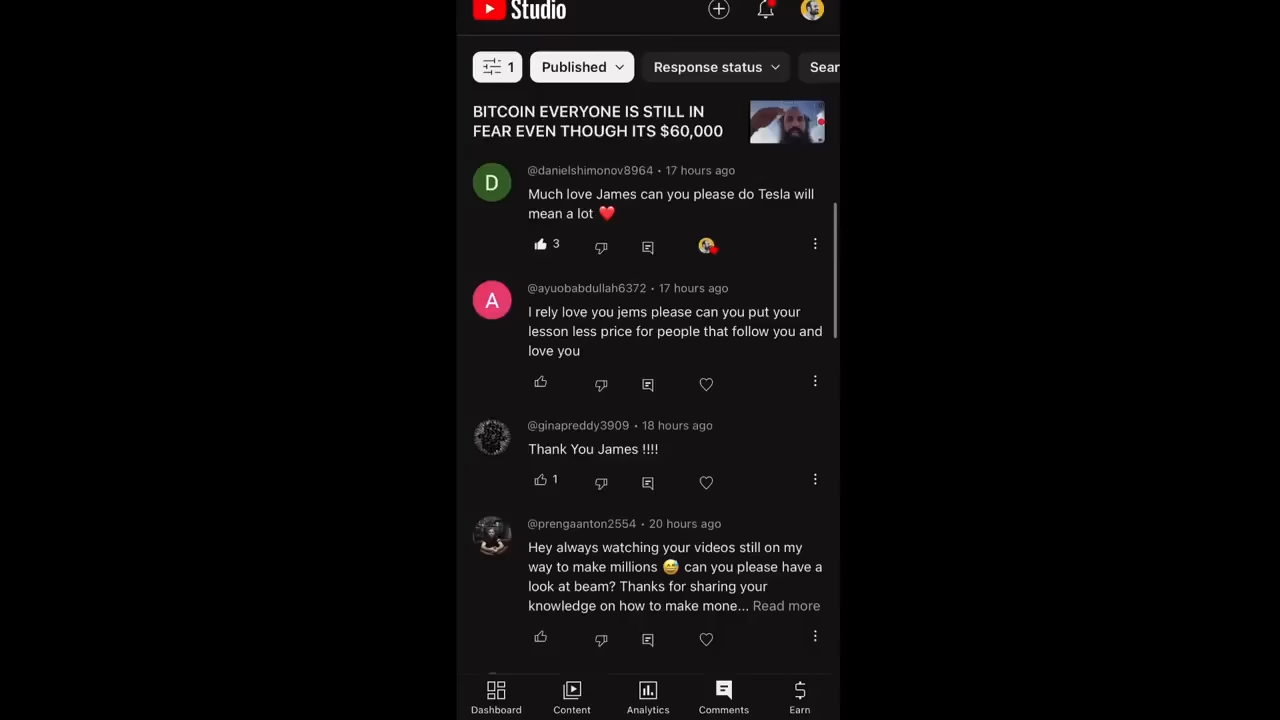 Studio
1
Published
Response status
Sear
BITCOIN EVERYONE IS STILL IN
FEAR EVEN THOUGH ITS $60,000
D
@danielshimonov8964 • 17 hours ago
Much love James can you please do Tesla will
mean a lot ❤️
3
A
@ayuobabdullah6372 • 17 hours ago
I rely love you jems please can you put your
lesson less price for people that follow you and
love you
@ginapreddy3909 • 18 hours ago
Thank You James !!!!
1
@prengaanton2554 • 20 hours ago
Hey always watching your videos still on my
way to make millions 😅 can you please have a
look at beam? Thanks for sharing your
knowledge on how to make mone... Read more
Dashboard
Content
Analytics
Comments
Earn